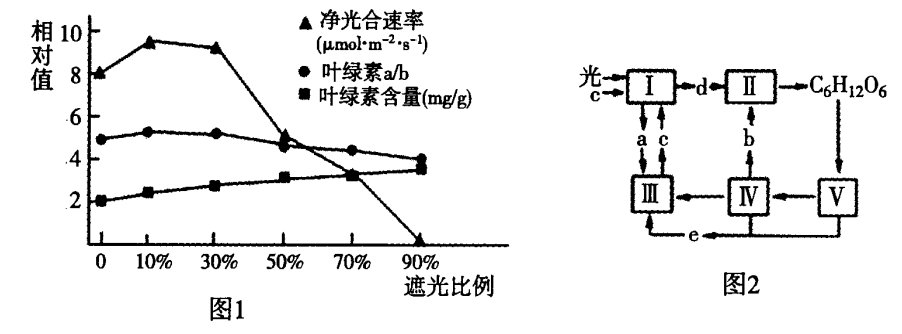 相对值
10
8
6
4
2
净光合速率
(μmol·m⁻²·s⁻¹)
叶绿素a/b
叶绿素含量(mg/g)
0 10% 30% 50% 70% 90%
遮光比例
图1
光
c
Ⅰ d Ⅱ C₆H₁₂O₆
a c b
Ⅲ Ⅳ Ⅴ
e
图2